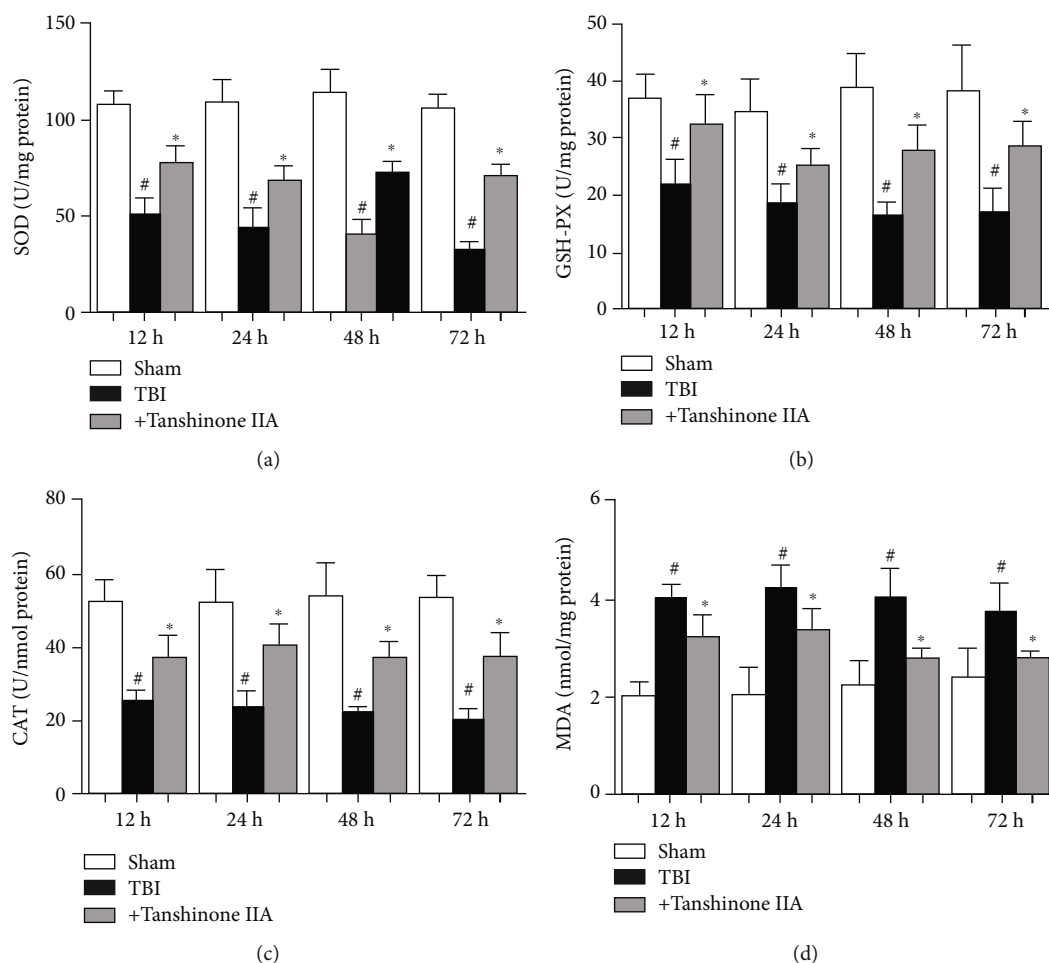 SOD (U/mg protein)
150
100
50
0
# * # * # * # *
12 h 24 h 48 h 72 h
Sham
TBI
+Tanshinone IIA
(a)
GSH-PX (U/mg protein)
50
40
30
20
10
0
# * # * # * # *
12 h 24 h 48 h 72 h
Sham
TBI
+Tanshinone IIA
(b)
CAT (U/nmol protein)
80
60
40
20
0
# * # * # * # *
12 h 24 h 48 h 72 h
Sham
TBI
+Tanshinone IIA
(c)
MDA (nmol/mg protein)
6
4
2
0
# * # * # * # *
12 h 24 h 48 h 72 h
Sham
TBI
+Tanshinone IIA
(d)